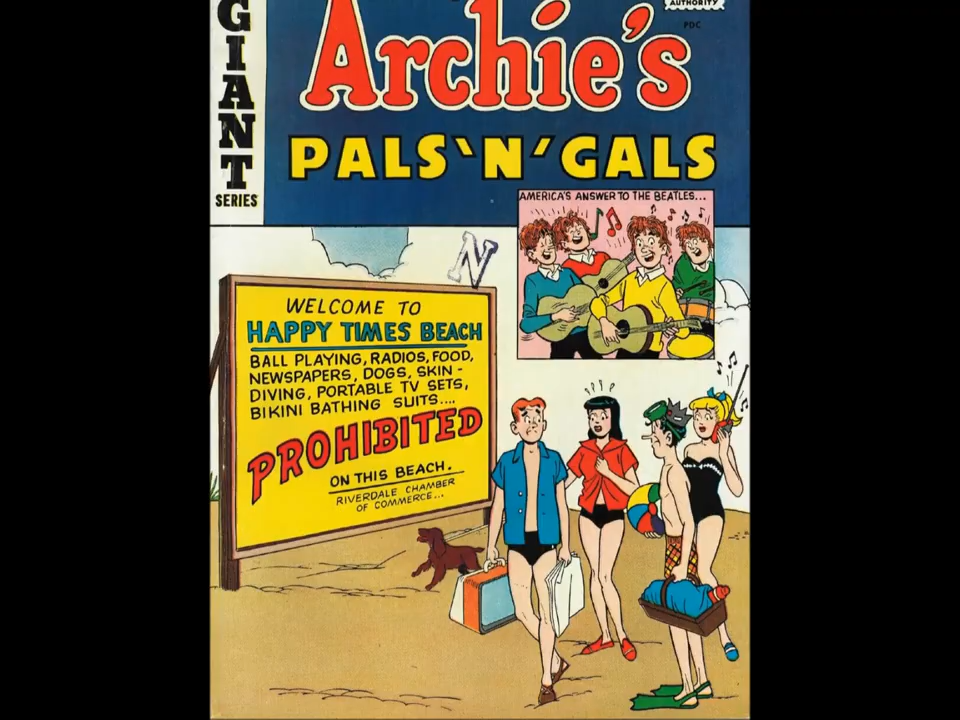 GIANT
SERIES
AUTHORITY
PDC
Archie's
PALS 'N' GALS
AMERICA'S ANSWER TO THE BEATLES...
N
WELCOME TO
HAPPY TIMES BEACH
BALL PLAYING, RADIOS, FOOD,
NEWSPAPERS, DOGS, SKIN-
DIVING, PORTABLE TV SETS,
BIKINI BATHING SUITS....
PROHIBITED
ON THIS BEACH.
RIVERDALE CHAMBER
OF COMMERCE...